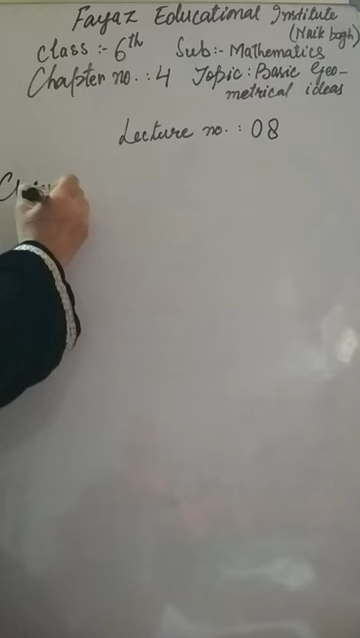 Fayaz Educational Institute
(Naik bagh)
Class :- 6th Sub:- Mathematics
Chapter no. : 4 Topic : Basic Geo-
metrical ideas
Lecture no. : 08